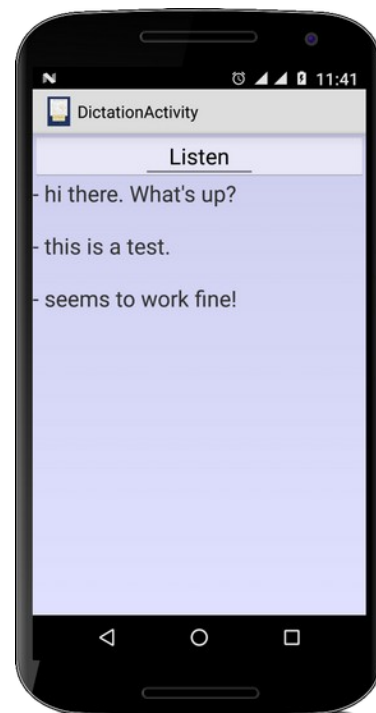 11:41
DictationActivity
Listen
- hi there. What's up?
- this is a test.
- seems to work fine!